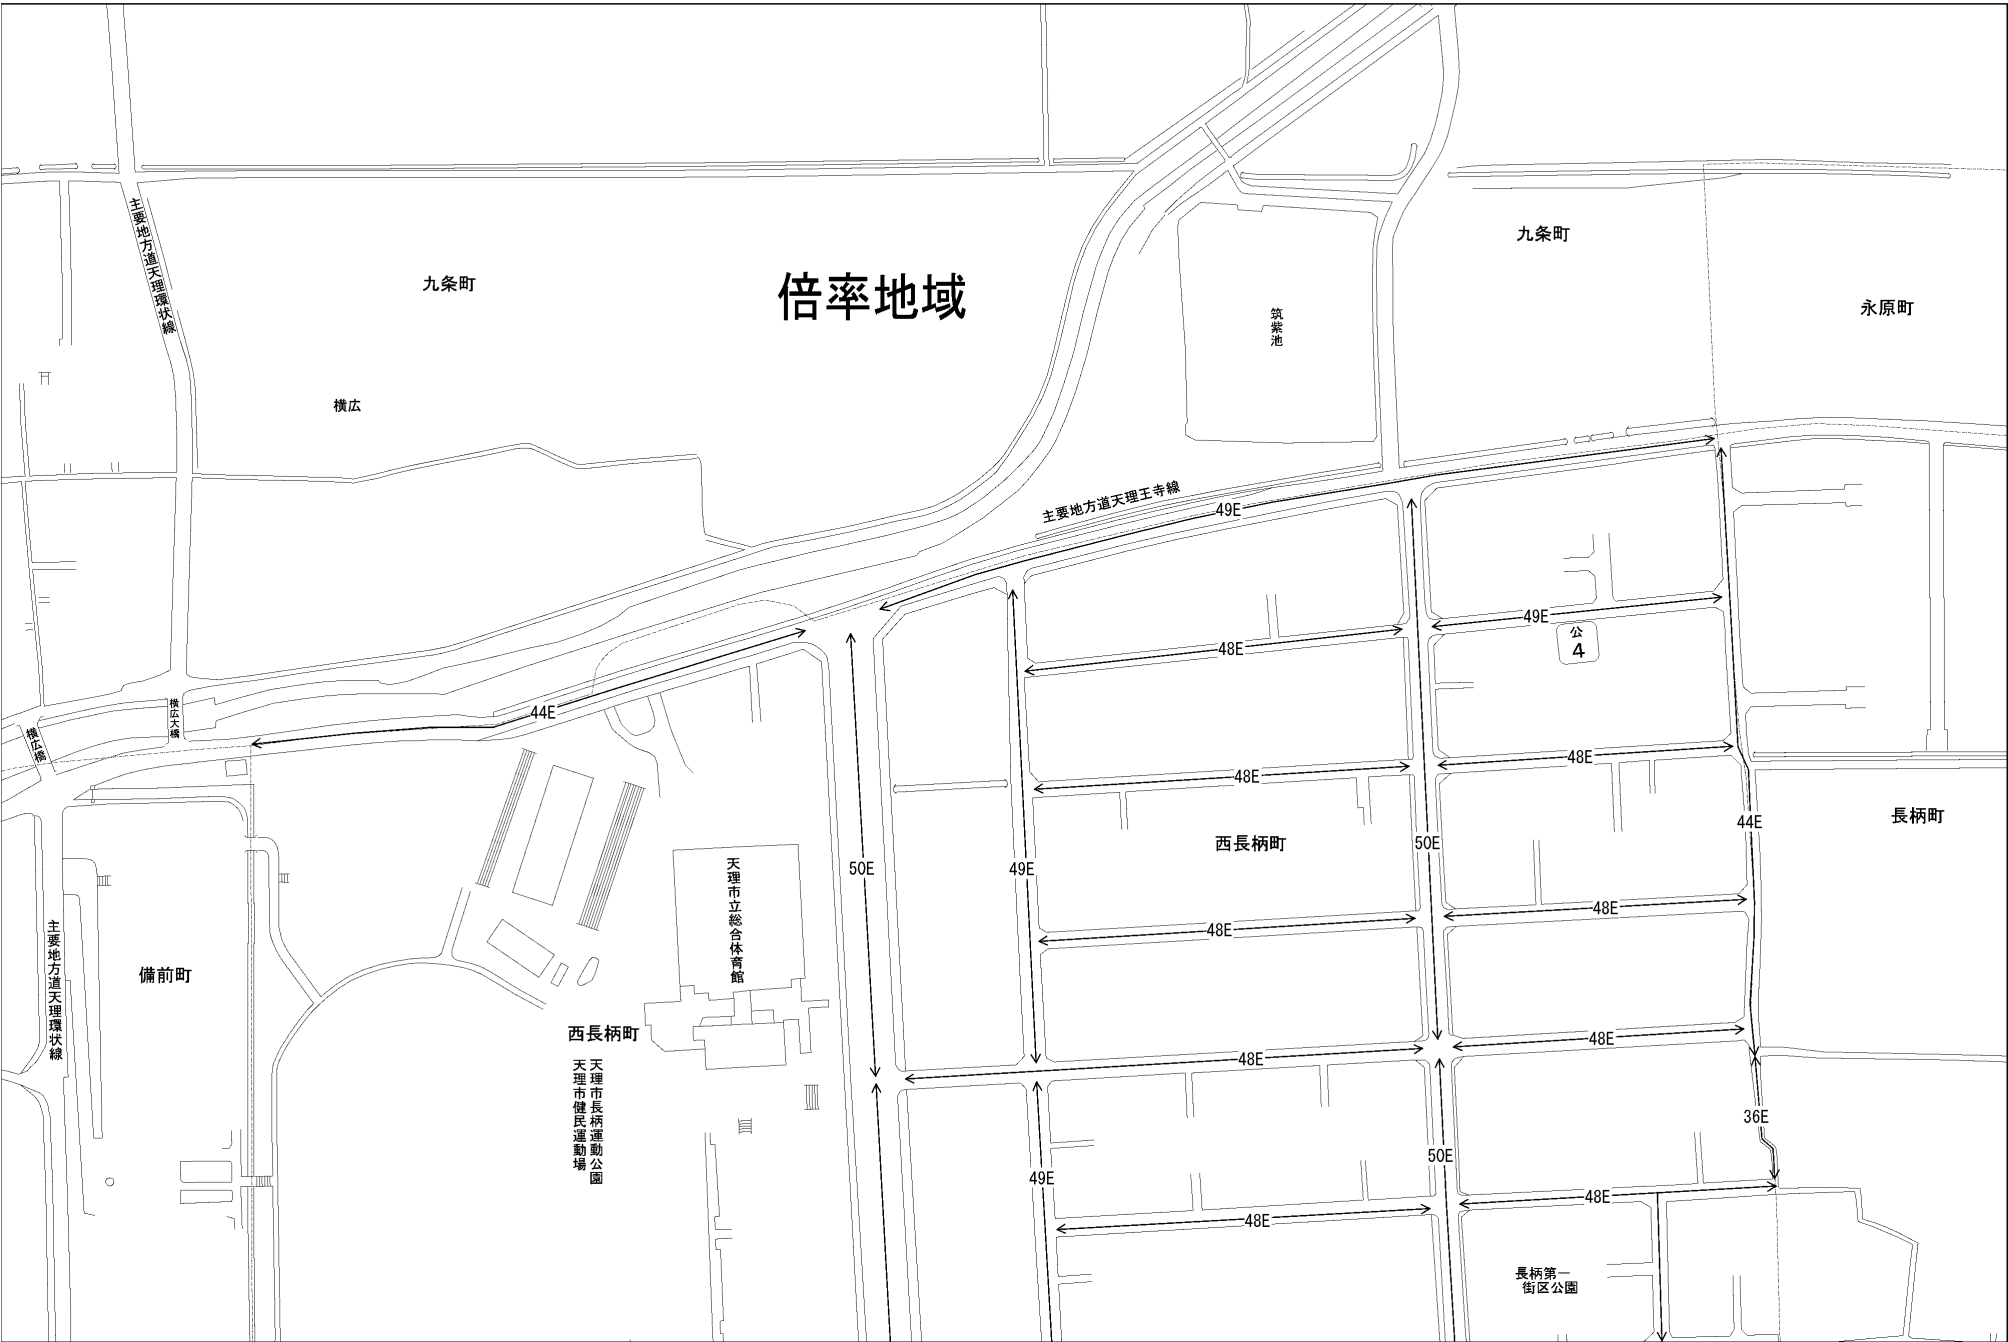 主要地方道天理環状線
九条町
倍率地域
九条町
永原町
筑紫池
横広
主要地方道天理王寺線
49E
49E
48E
公
4
横広大橋
44E
横広橋
48E
48E
44E
長柄町
西長柄町
50E
50E
49E
天理市立総合体育館
48E
48E
主要地方道天理環状線
備前町
西長柄町
48E
48E
天理市長柄運動公園
天理市健民運動場
36E
50E
49E
48E
48E
長柄第一
街区公園